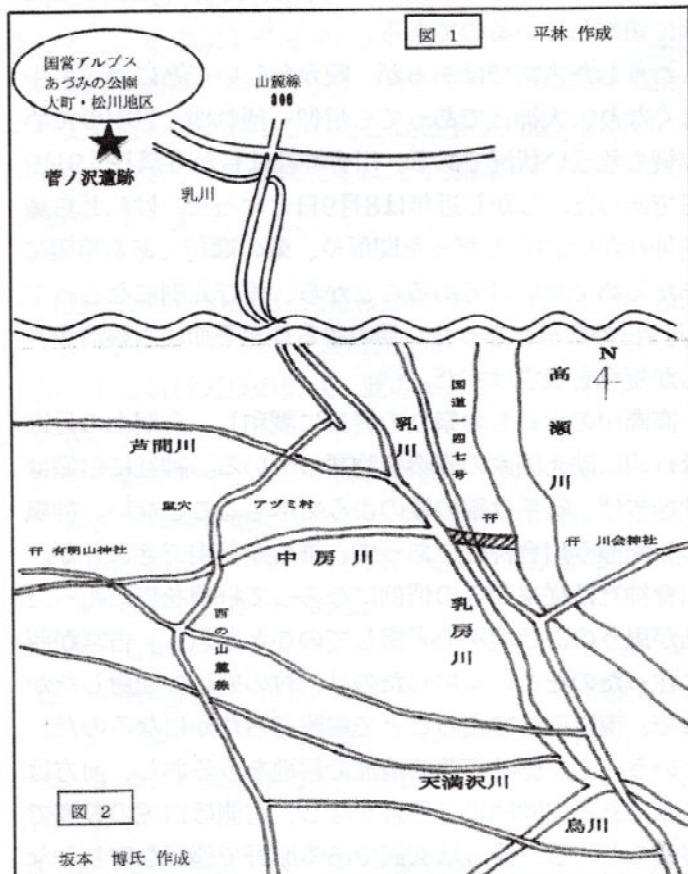 図1
平林 作成
国営アルプス
あづみの公園
大町・松川地区
山麓線
菅ノ沢遺跡
乳川
N
高瀬川
国道一四七号
乳川
芦間川
アヅミ村
⛩ 有明山神社
中房川
⛩
⛩ 川会神社
乳房川
西の山麓線
天満沢川
烏川
図2
坂本 博氏 作成